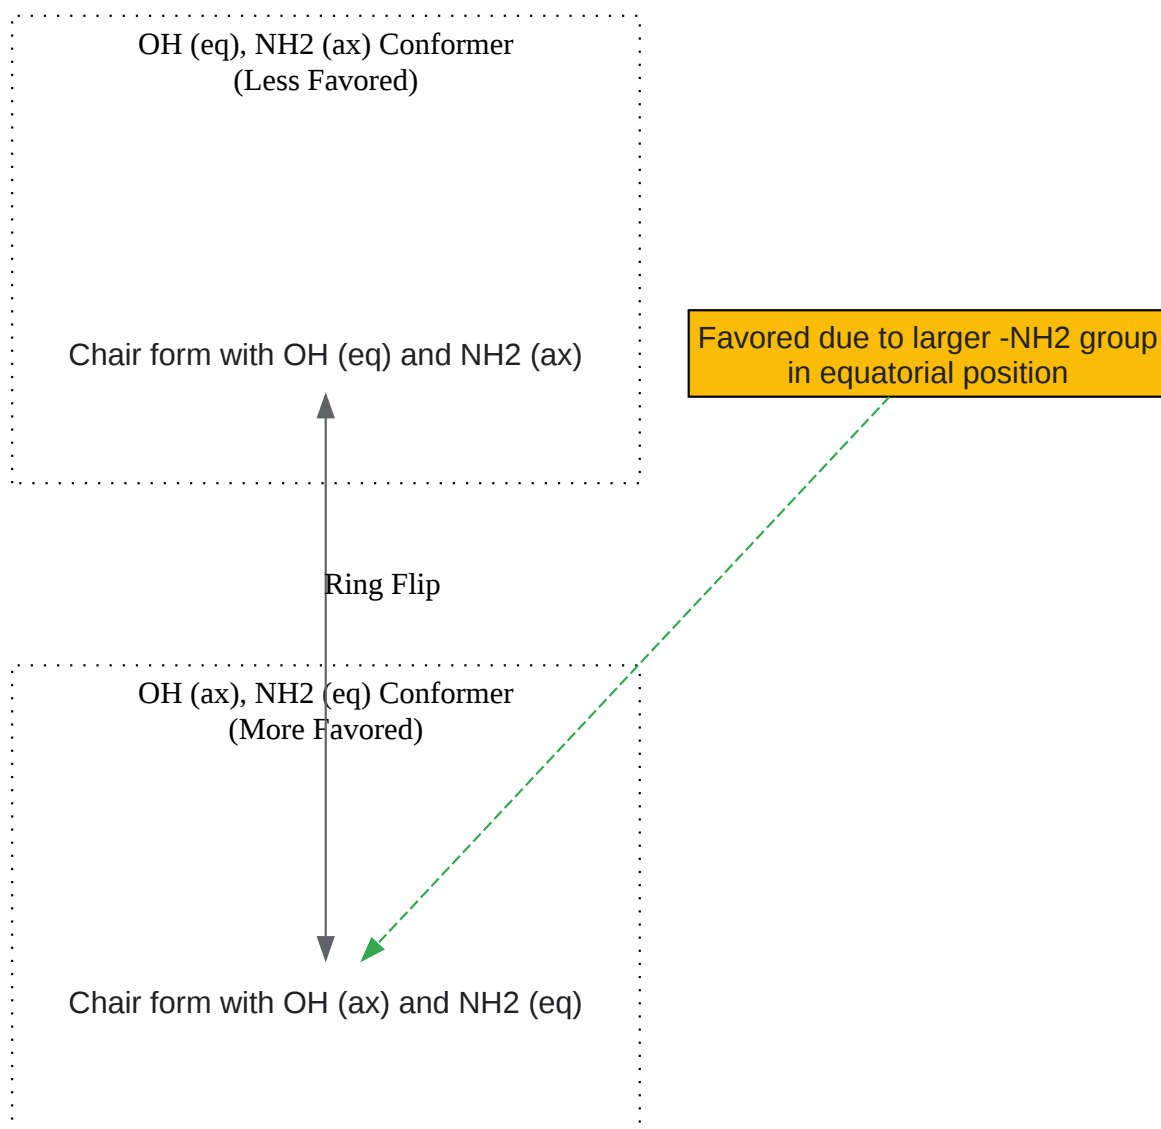 OH (eq), NH2 (ax) Conformer
(Less Favored)
Chair form with OH (eq) and NH2 (ax)
Favored due to larger -NH2 group
in equatorial position
Ring Flip
OH (ax), NH2 (eq) Conformer
(More Favored)
Chair form with OH (ax) and NH2 (eq)